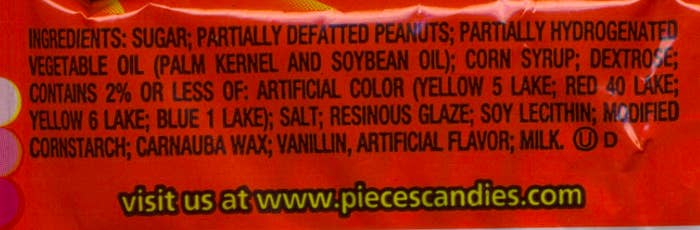 INGREDIENTS: SUGAR; PARTIALLY DEFATTED PEANUTS; PARTIALLY HYDROGENATED
VEGETABLE OIL (PALM KERNEL AND SOYBEAN OIL); CORN SYRUP; DEXTROSE;
CONTAINS 2% OR LESS OF: ARTIFICIAL COLOR (YELLOW 5 LAKE; RED 40 LAKE;
YELLOW 6 LAKE; BLUE 1 LAKE); SALT; RESINOUS GLAZE; SOY LECITHIN; MODIFIED
CORNSTARCH; CARNAUBA WAX; VANILLIN, ARTIFICIAL FLAVOR; MILK. Ⓤ D
visit us at www.piecescandies.com